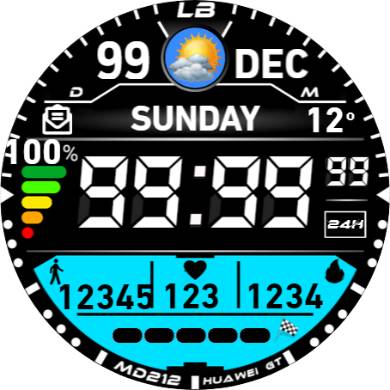 LB
99 DEC
D M
SUNDAY 12°
100%
99:99 99
24H
12345 123 1234
MD212 HUAWEI GT